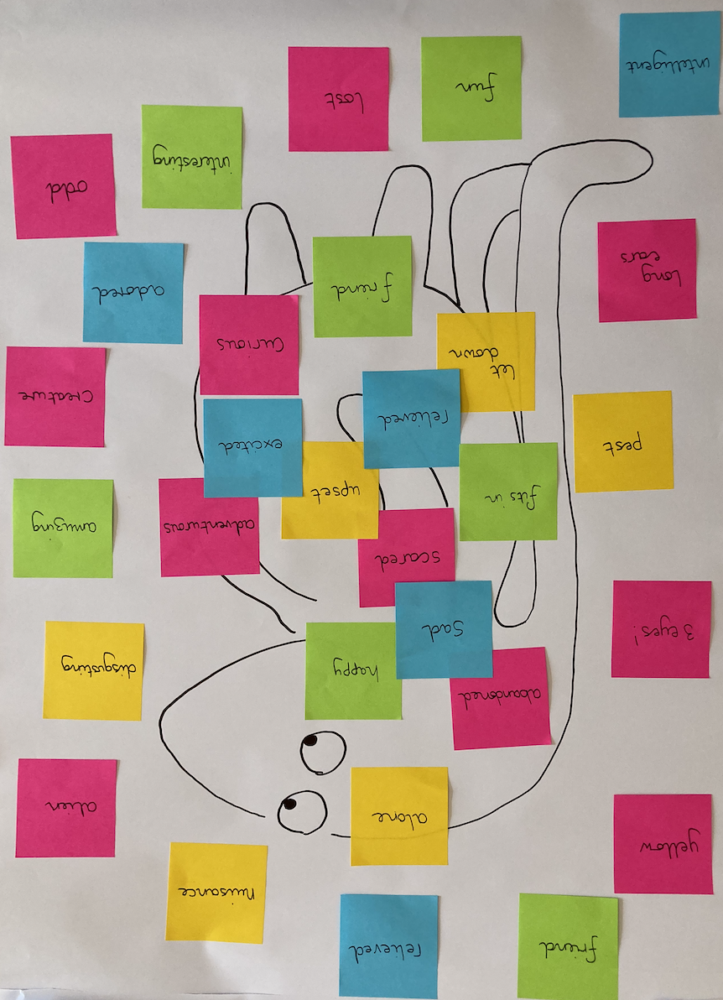 friend
relieved
nuisance
yellow
alone
alien
abandoned
happy
disgusting
3 eyes!
Sad
scared
adventurous
amazing
fits in
upset
pest
relieved
excited
Creature
Let
down
Curious
Long
ears
friend
adored
interesting
odd
intelligent
fun
Lost